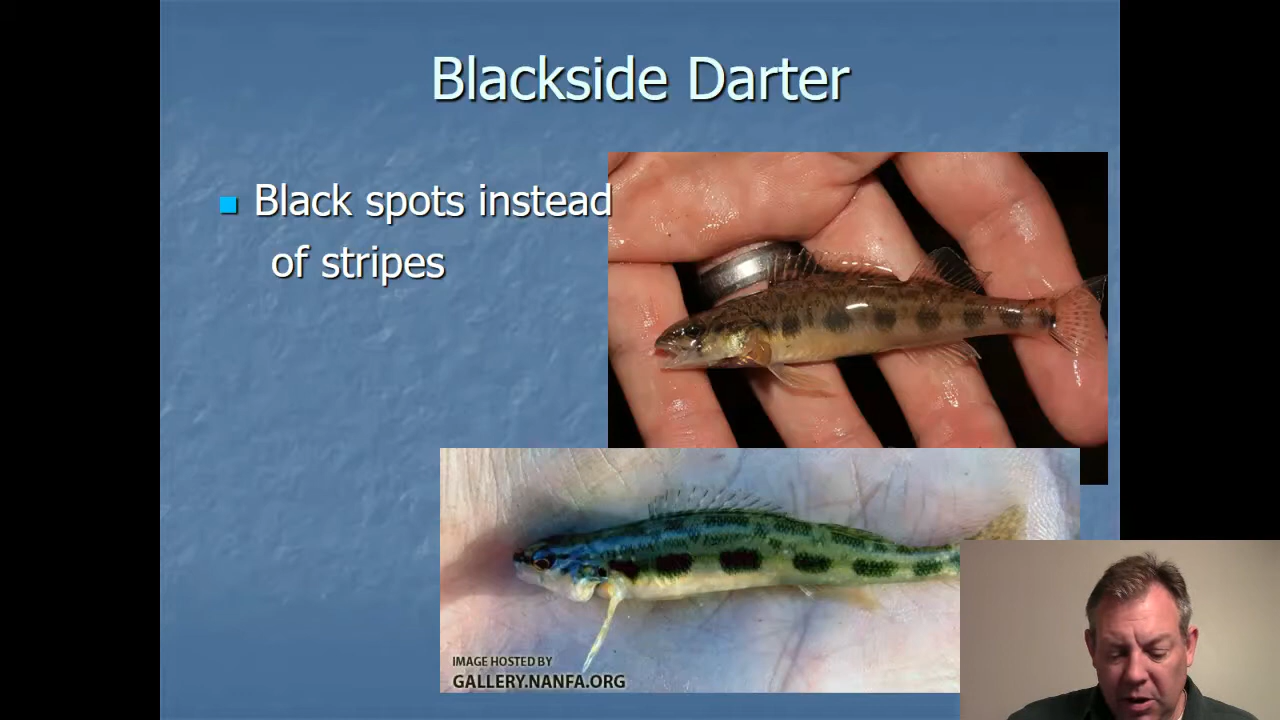 Blackside Darter
Black spots instead
of stripes
IMAGE HOSTED BY
GALLERY.NANFA.ORG